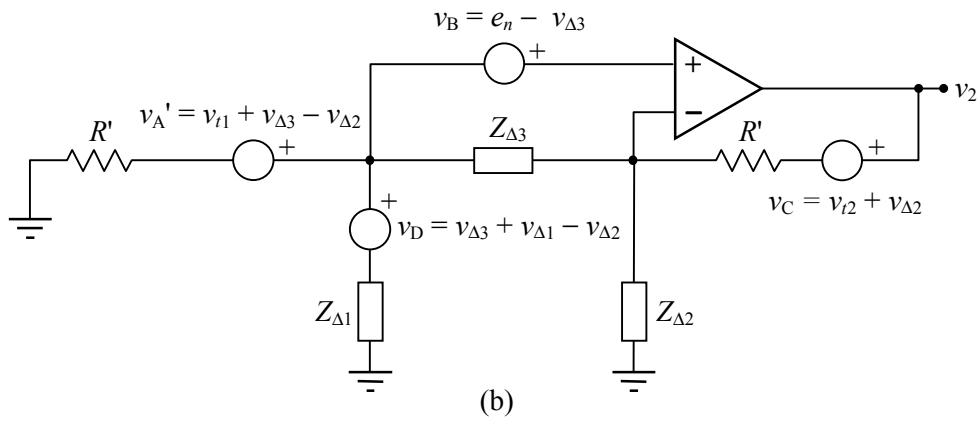 v_B = e_n − v_Δ3
+
+
−
v_2
v_A' = v_t1 + v_Δ3 − v_Δ2
R'
+
Z_Δ3
R'
+
v_C = v_t2 + v_Δ2
+
v_D = v_Δ3 + v_Δ1 − v_Δ2
Z_Δ1
Z_Δ2
(b)